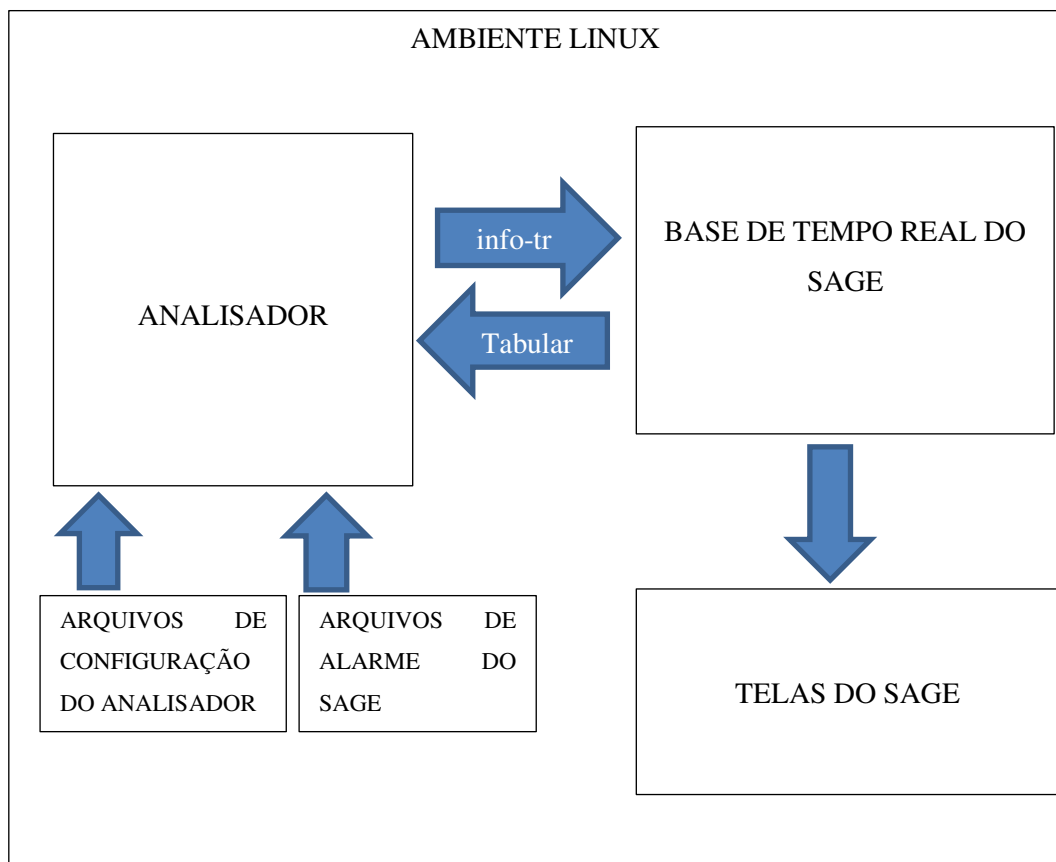 AMBIENTE LINUX
ANALISADOR
info-tr
Tabular
BASE DE TEMPO REAL DO
SAGE
ARQUIVOS DE
CONFIGURAÇÃO
DO ANALISADOR
ARQUIVOS DE
ALARME DO
SAGE
TELAS DO SAGE